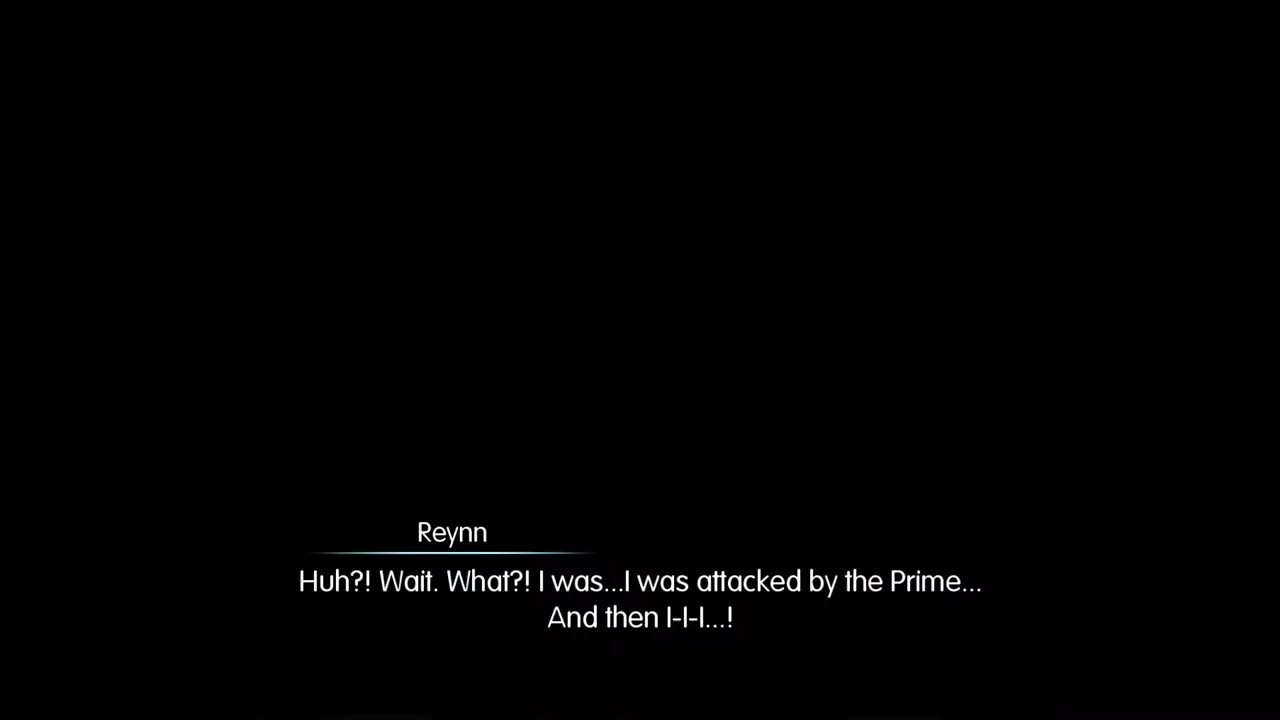 Reynn
Huh?! Wait. What?! I was...I was attacked by the Prime...
And then I-I-I...!